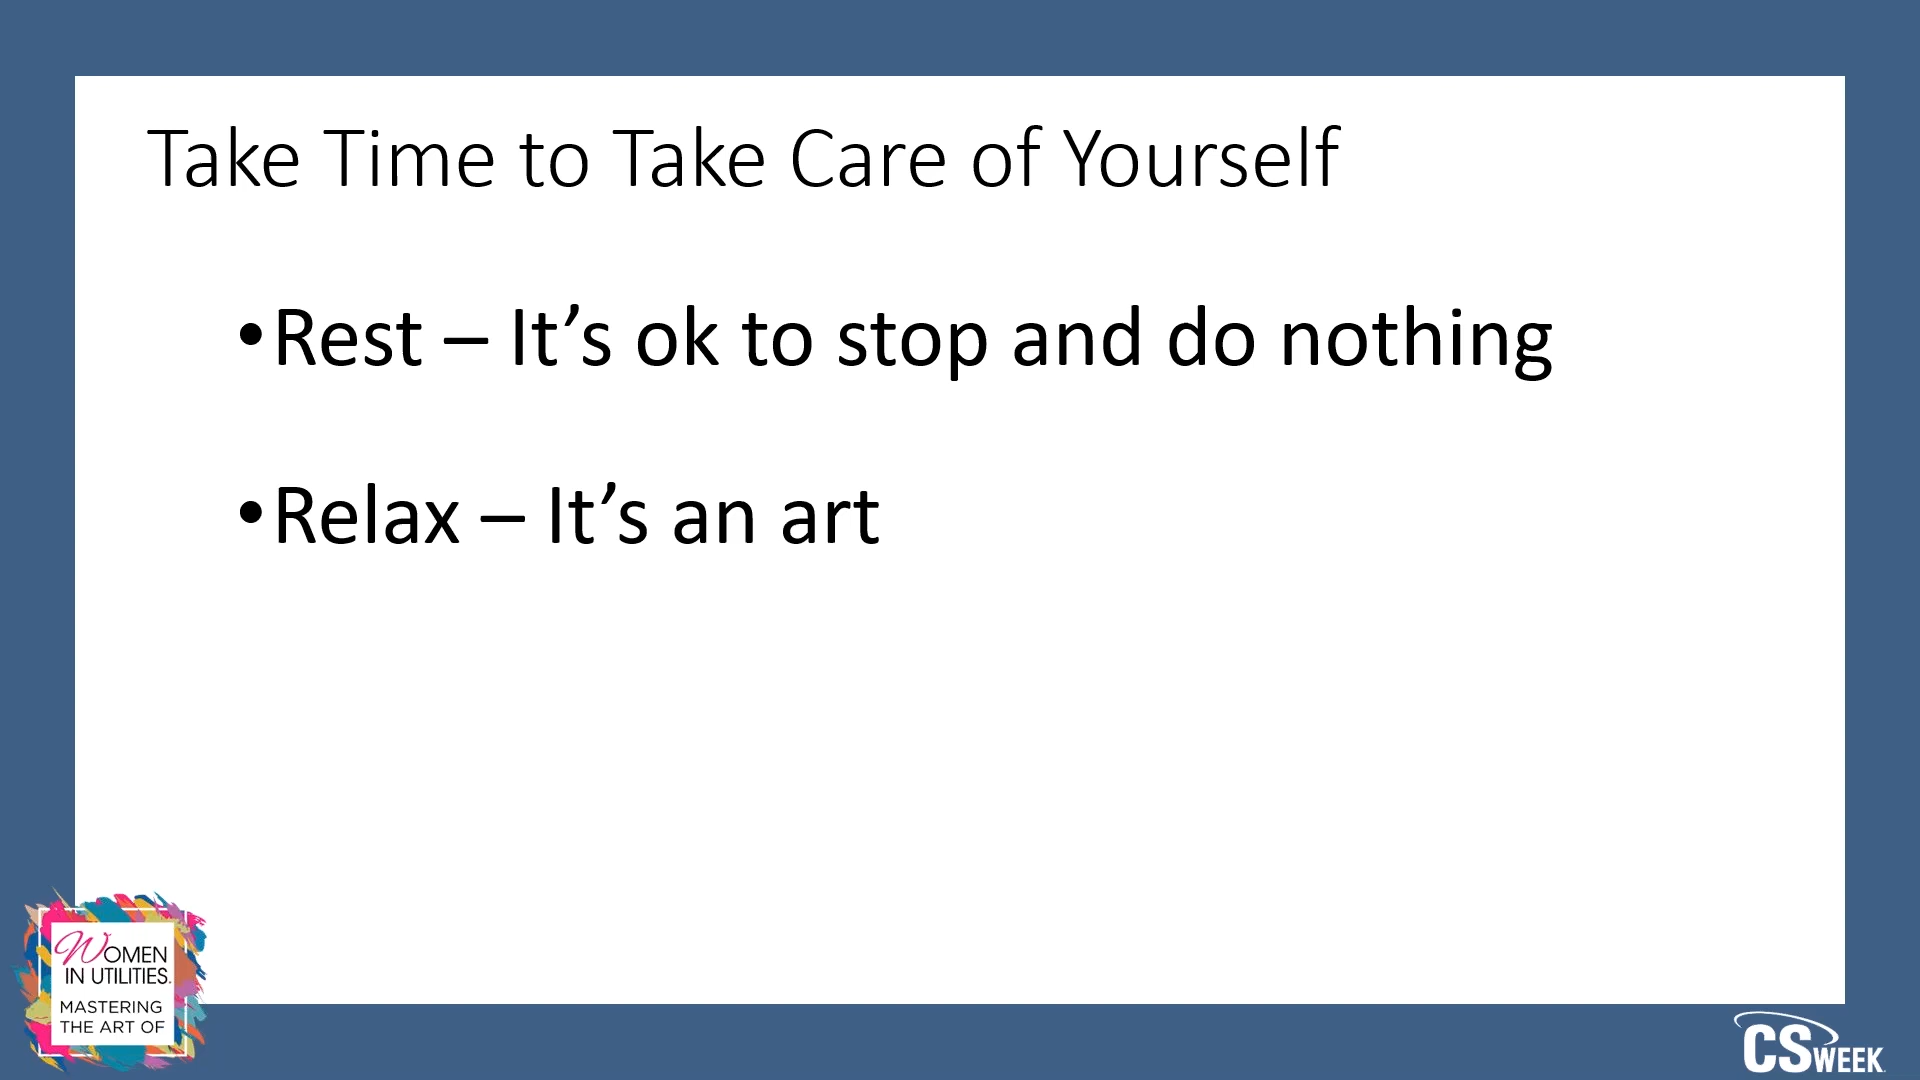 Take Time to Take Care of Yourself
•Rest – It’s ok to stop and do nothing
•Relax – It’s an art
WOMEN
IN UTILITIES.
MASTERING
THE ART OF
CSWEEK